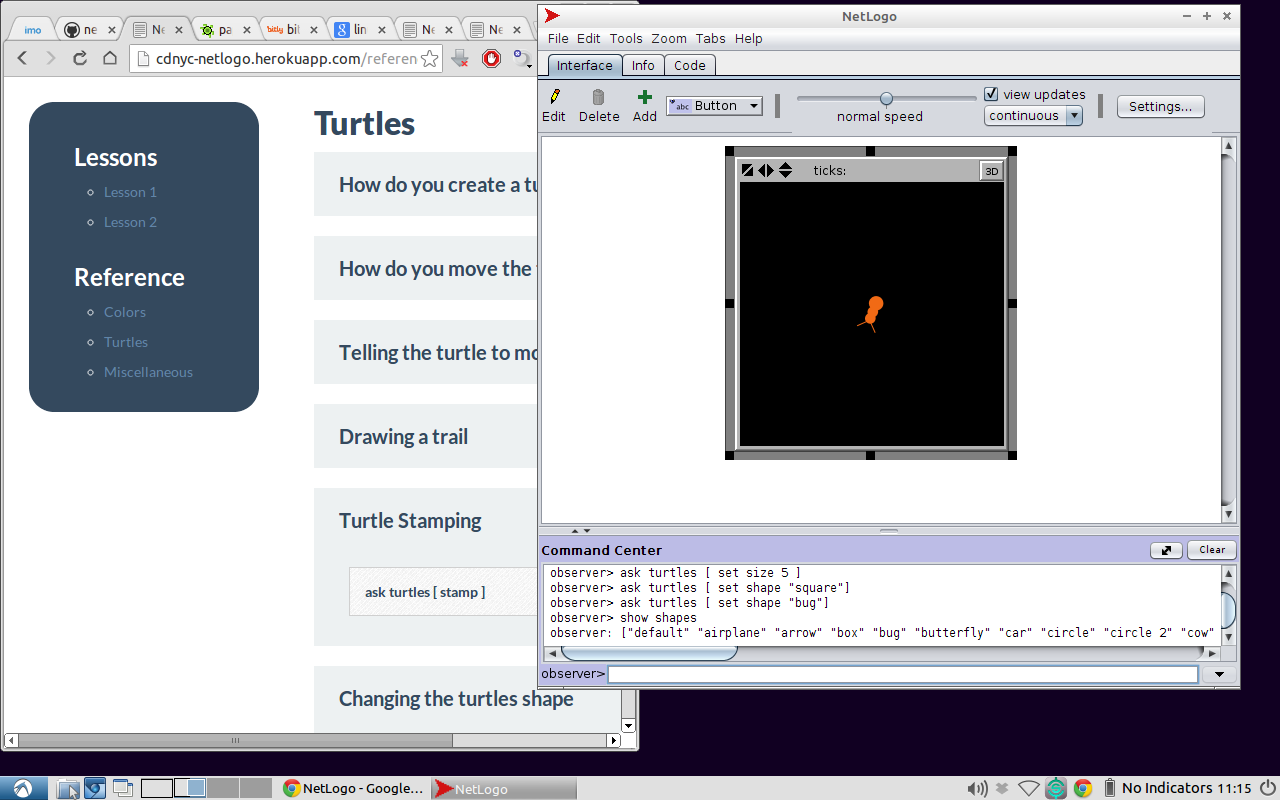 imo
ne
Ne
pa
bitly bit
lin
Ne
Ne
cdnyc-netlogo.herokuapp.com/referen
Lessons
Lesson 1
Lesson 2
Reference
Colors
Turtles
Miscellaneous
Turtles
How do you create a tu
How do you move the
Telling the turtle to mo
Drawing a trail
Turtle Stamping
ask turtles [ stamp ]
Changing the turtles shape
NetLogo
File Edit Tools Zoom Tabs Help
Interface Info Code
Edit Delete Add
abc Button
normal speed
view updates
continuous
Settings...
ticks:
3D
Command Center
Clear
observer> ask turtles [ set size 5 ]
observer> ask turtles [ set shape "square"]
observer> ask turtles [ set shape "bug"]
observer> show shapes
observer: ["default" "airplane" "arrow" "box" "bug" "butterfly" "car" "circle" "circle 2" "cow"
observer>
NetLogo - Google...
NetLogo
No Indicators 11:15